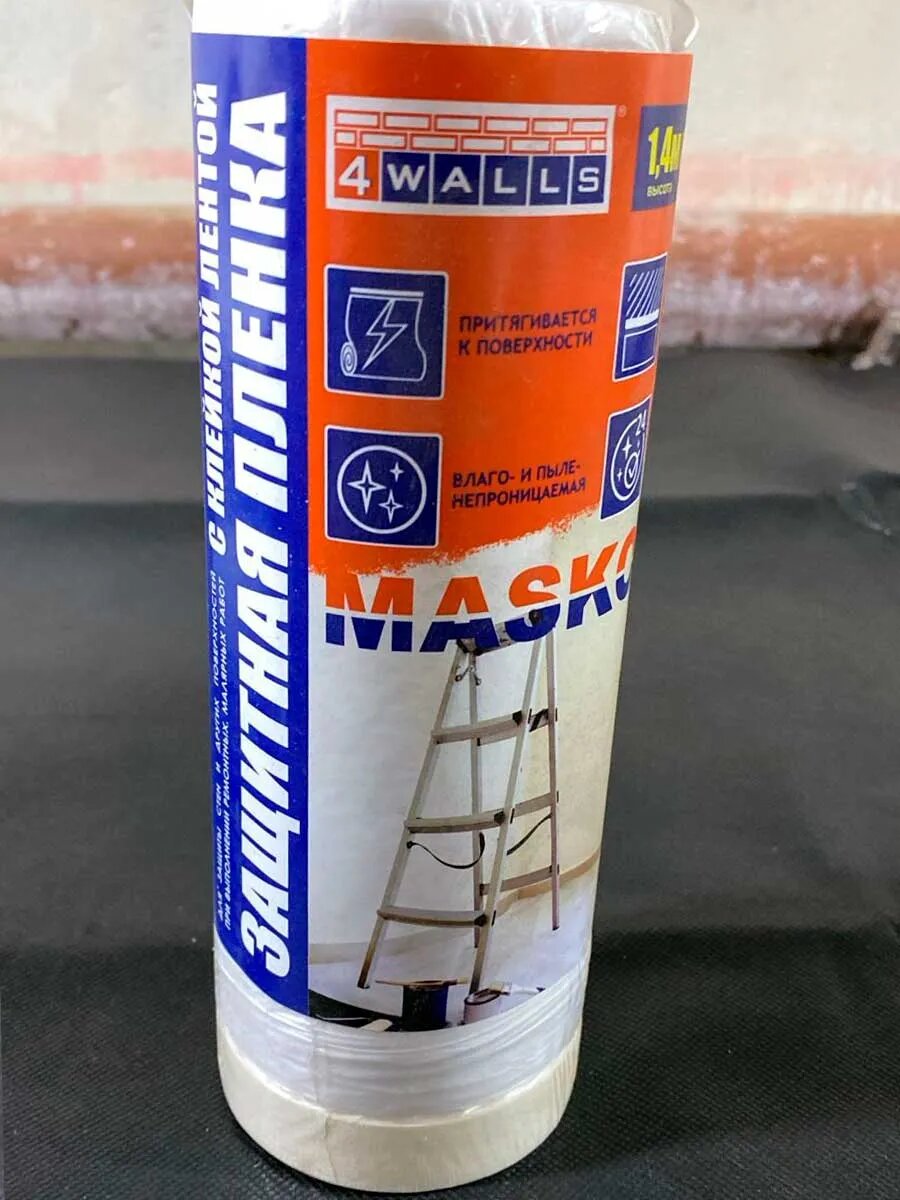 4WALLS
®
1,4м
высота
ПРИТЯГИВАЕТСЯ
К ПОВЕРХНОСТИ
24
ВЛАГО- И ПЫЛЕ-
НЕПРОНИЦАЕМАЯ
ЗАЩИТНАЯ ПЛЕНКА
С КЛЕЙКОЙ ЛЕНТОЙ
ДЛЯ ЗАЩИТЫ СТЕН И ДРУГИХ ПОВЕРХНОСТЕЙ
ПРИ ВЫПОЛНЕНИИ РЕМОНТНЫХ, МАЛЯРНЫХ РАБОТ